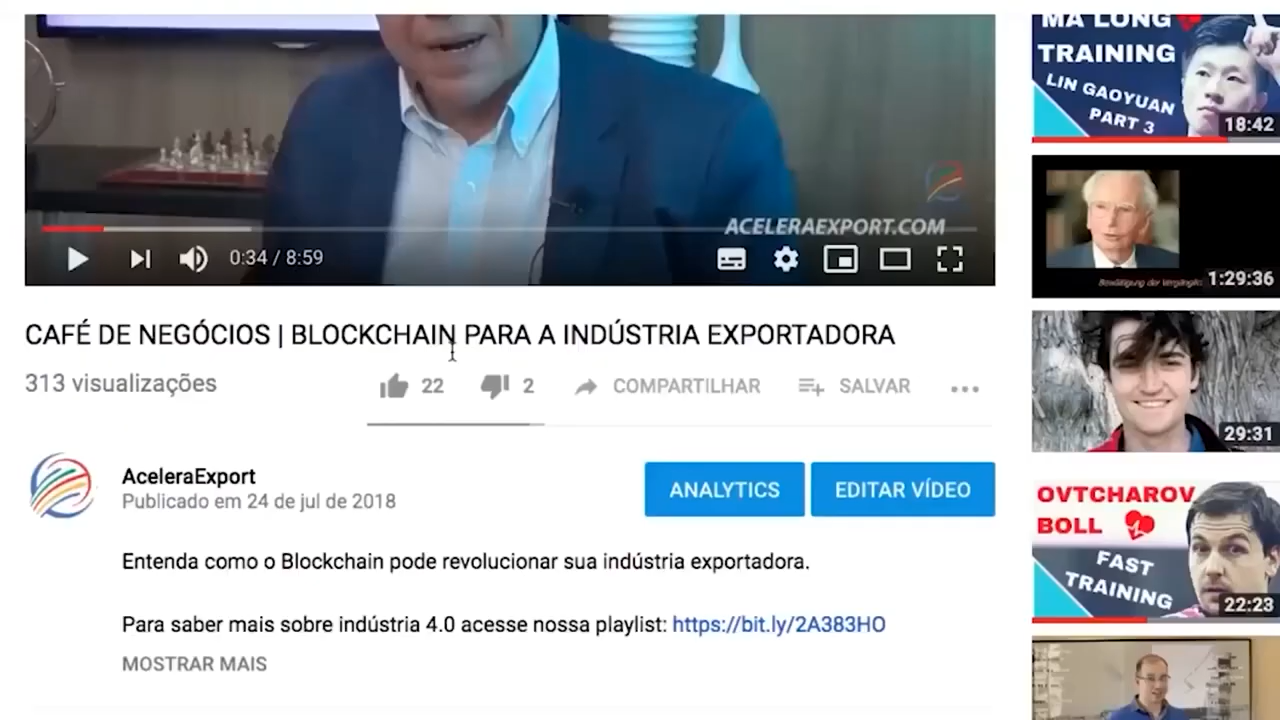 ACELERAEXPORT.COM
0:34 / 8:59
CAFÉ DE NEGÓCIOS | BLOCKCHAIN PARA A INDÚSTRIA EXPORTADORA
313 visualizações
22
2
COMPARTILHAR
SALVAR
AceleraExport
Publicado em 24 de jul de 2018
ANALYTICS
EDITAR VÍDEO
Entenda como o Blockchain pode revolucionar sua indústria exportadora.
Para saber mais sobre indústria 4.0 acesse nossa playlist: https://bit.ly/2A383HO
MOSTRAR MAIS
MA LONG
TRAINING
LIN GAOYUAN
PART 3
18:42
Bewältigung der
1:29:36
29:31
OVTCHAROV
BOLL
FAST
TRAINING
22:23